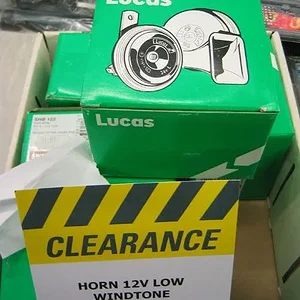 Lucas
Lucas
CLEARANCE
HORN 12V LOW
WINDTONE